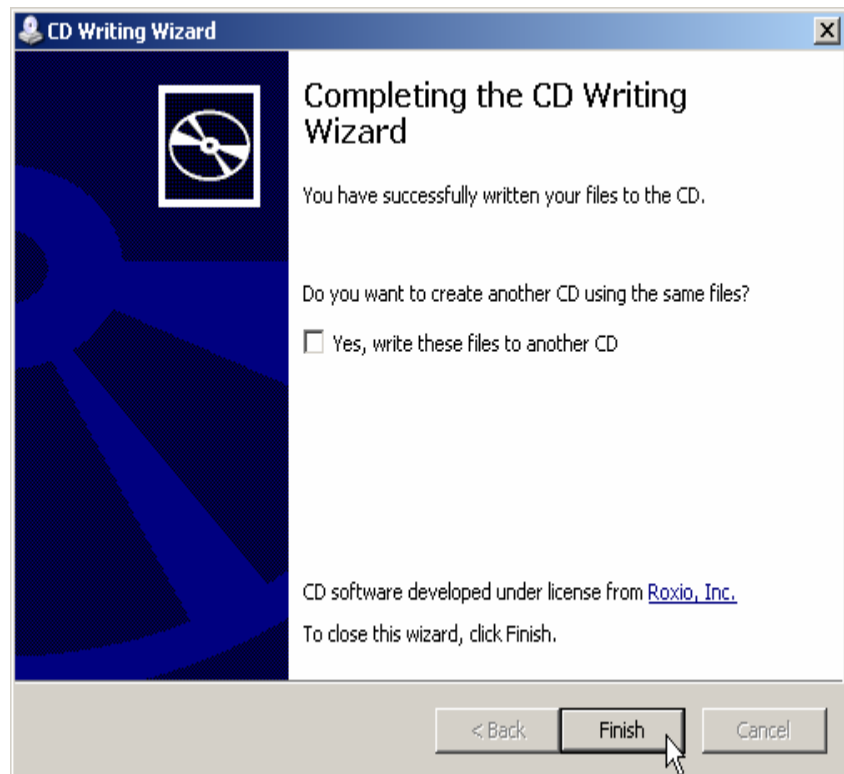 CD Writing Wizard
Completing the CD Writing
Wizard
You have successfully written your files to the CD.
Do you want to create another CD using the same files?
Yes, write these files to another CD
CD software developed under license from Roxio, Inc.
To close this wizard, click Finish.
< Back Finish Cancel